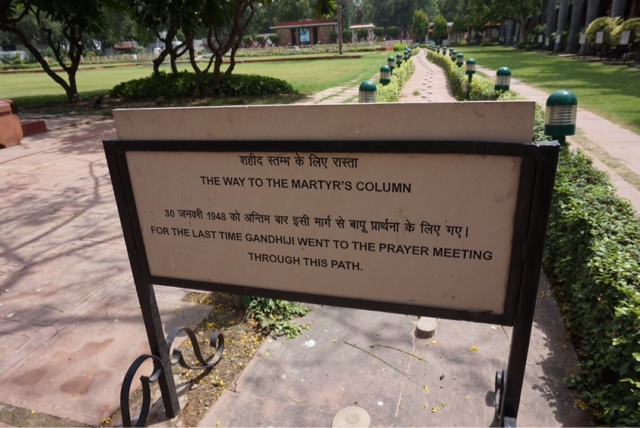 शहीद स्तम्भ के लिए रास्ता
THE WAY TO THE MARTYR'S COLUMN
30 जनवरी 1948 को अन्तिम बार इसी मार्ग से बापू प्रार्थना के लिए गए।
FOR THE LAST TIME GANDHIJI WENT TO THE PRAYER MEETING
THROUGH THIS PATH.